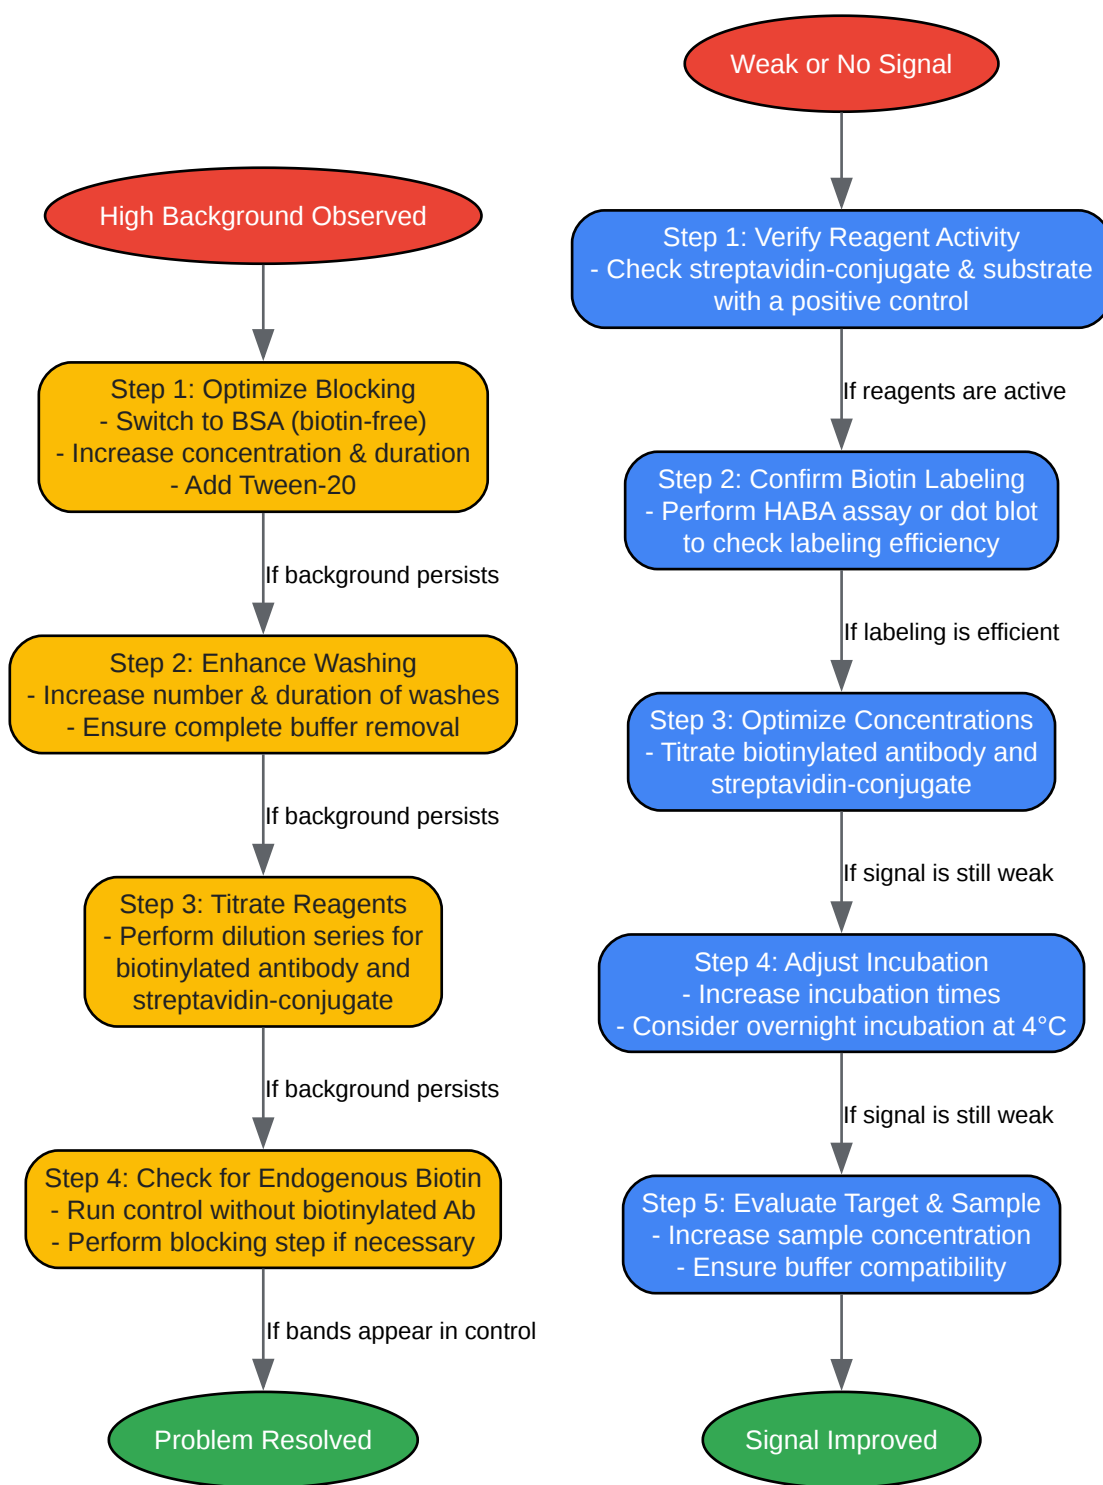 High Background Observed
Step 1: Optimize Blocking
- Switch to BSA (biotin-free)
- Increase concentration & duration
- Add Tween-20
If background persists
Step 2: Enhance Washing
- Increase number & duration of washes
- Ensure complete buffer removal
If background persists
Step 3: Titrate Reagents
- Perform dilution series for
biotinylated antibody and
streptavidin-conjugate
If background persists
Step 4: Check for Endogenous Biotin
- Run control without biotinylated Ab
- Perform blocking step if necessary
If bands appear in control
Problem Resolved
Weak or No Signal
Step 1: Verify Reagent Activity
- Check streptavidin-conjugate & substrate
with a positive control
If reagents are active
Step 2: Confirm Biotin Labeling
- Perform HABA assay or dot blot
to check labeling efficiency
If labeling is efficient
Step 3: Optimize Concentrations
- Titrate biotinylated antibody and
streptavidin-conjugate
If signal is still weak
Step 4: Adjust Incubation
- Increase incubation times
- Consider overnight incubation at 4°C
If signal is still weak
Step 5: Evaluate Target & Sample
- Increase sample concentration
- Ensure buffer compatibility
Signal Improved